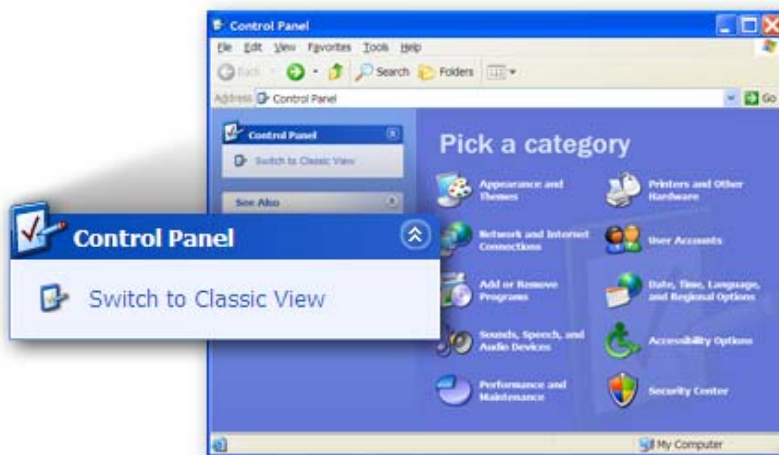 Control Panel
File Edit View Favorites Tools Help
Back Search Folders
Address Control Panel Go
Control Panel
Switch to Classic View
See Also
Control Panel
Switch to Classic View
Pick a category
Appearance and
Themes
Printers and Other
Hardware
Network and Internet
Connections
User Accounts
Add or Remove
Programs
Date, Time, Language,
and Regional Options
Sounds, Speech, and
Audio Devices
Accessibility Options
Performance and
Maintenance
Security Center
My Computer